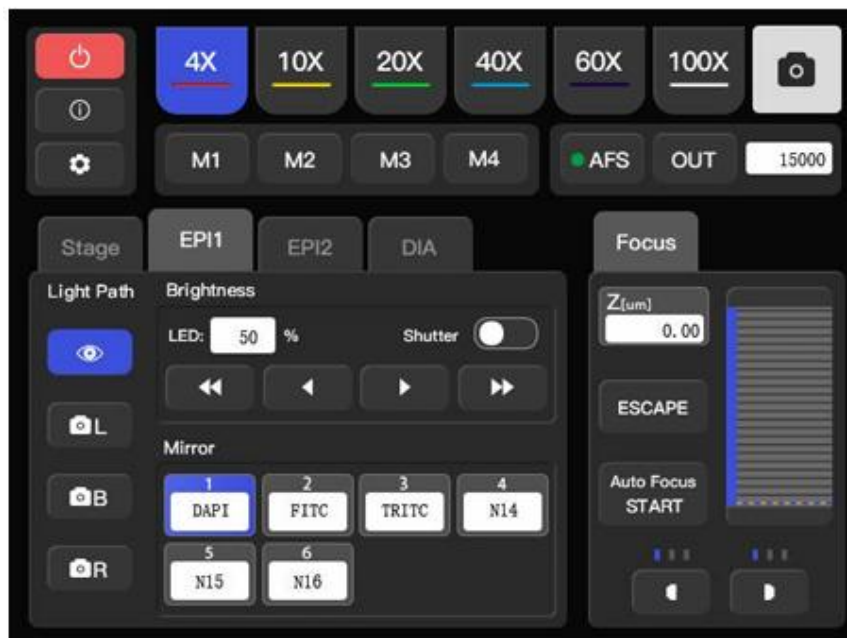 4X 10X 20X 40X 60X 100X
M1 M2 M3 M4 AFS OUT 15000
Stage EPI1 EPI2 DIA
Light Path
Brightness
LED: 50 % Shutter
L
B
R
Mirror
1 2 3 4
DAPI FITC TRITC N14
5 6
N15 N16
Focus
Z[um]
0.00
ESCAPE
Auto Focus
START